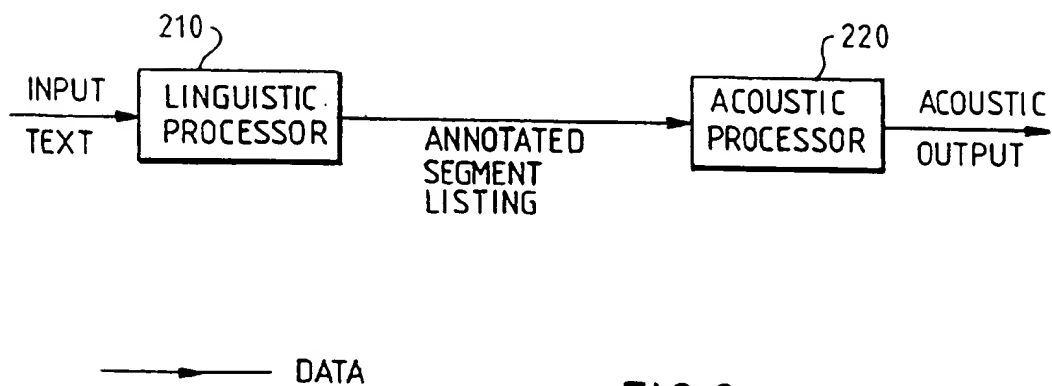 210
220
INPUT
TEXT
LINGUISTIC
PROCESSOR
ANNOTATED
SEGMENT
LISTING
ACOUSTIC
PROCESSOR
ACOUSTIC
OUTPUT
DATA